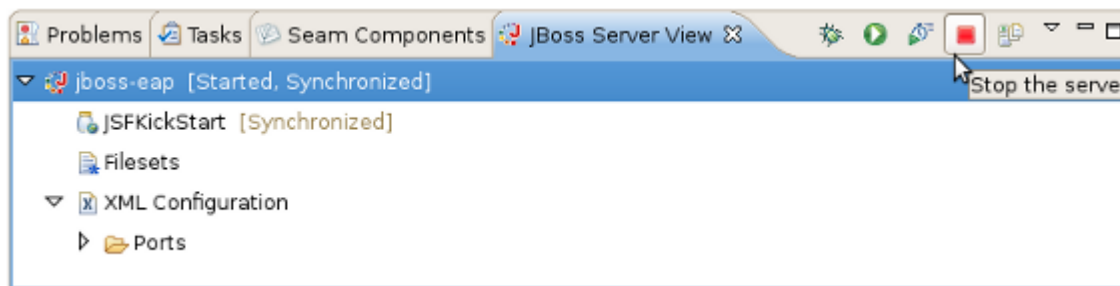 Problems Tasks Seam Components JBoss Server View
jboss-eap [Started, Synchronized]
Stop the serve
JSFKickStart [Synchronized]
Filesets
XML Configuration
Ports